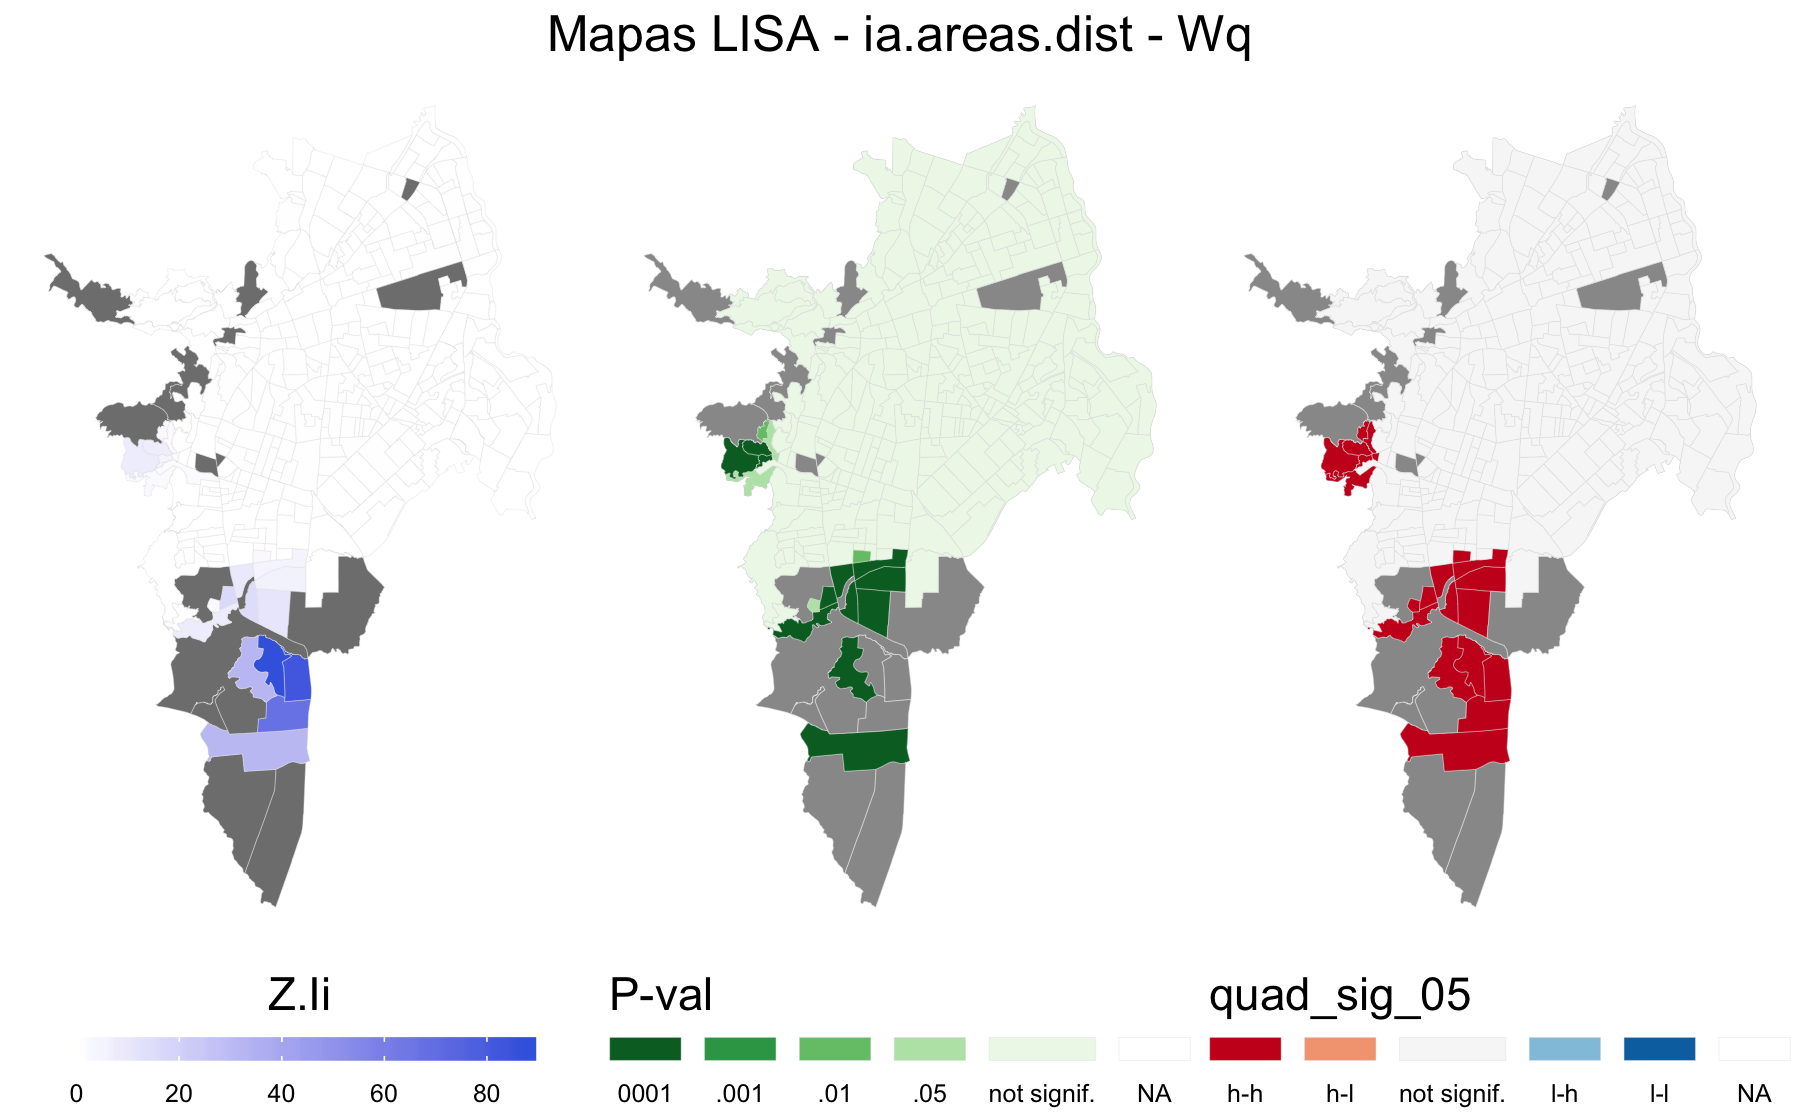 Mapas LISA - ia.areas.dist - Wq
Z.Ii
0 20 40 60 80
P-val
0001 .001 .01 .05 not signif. NA
quad_sig_05
h-h h-l not signif. l-h l-l NA